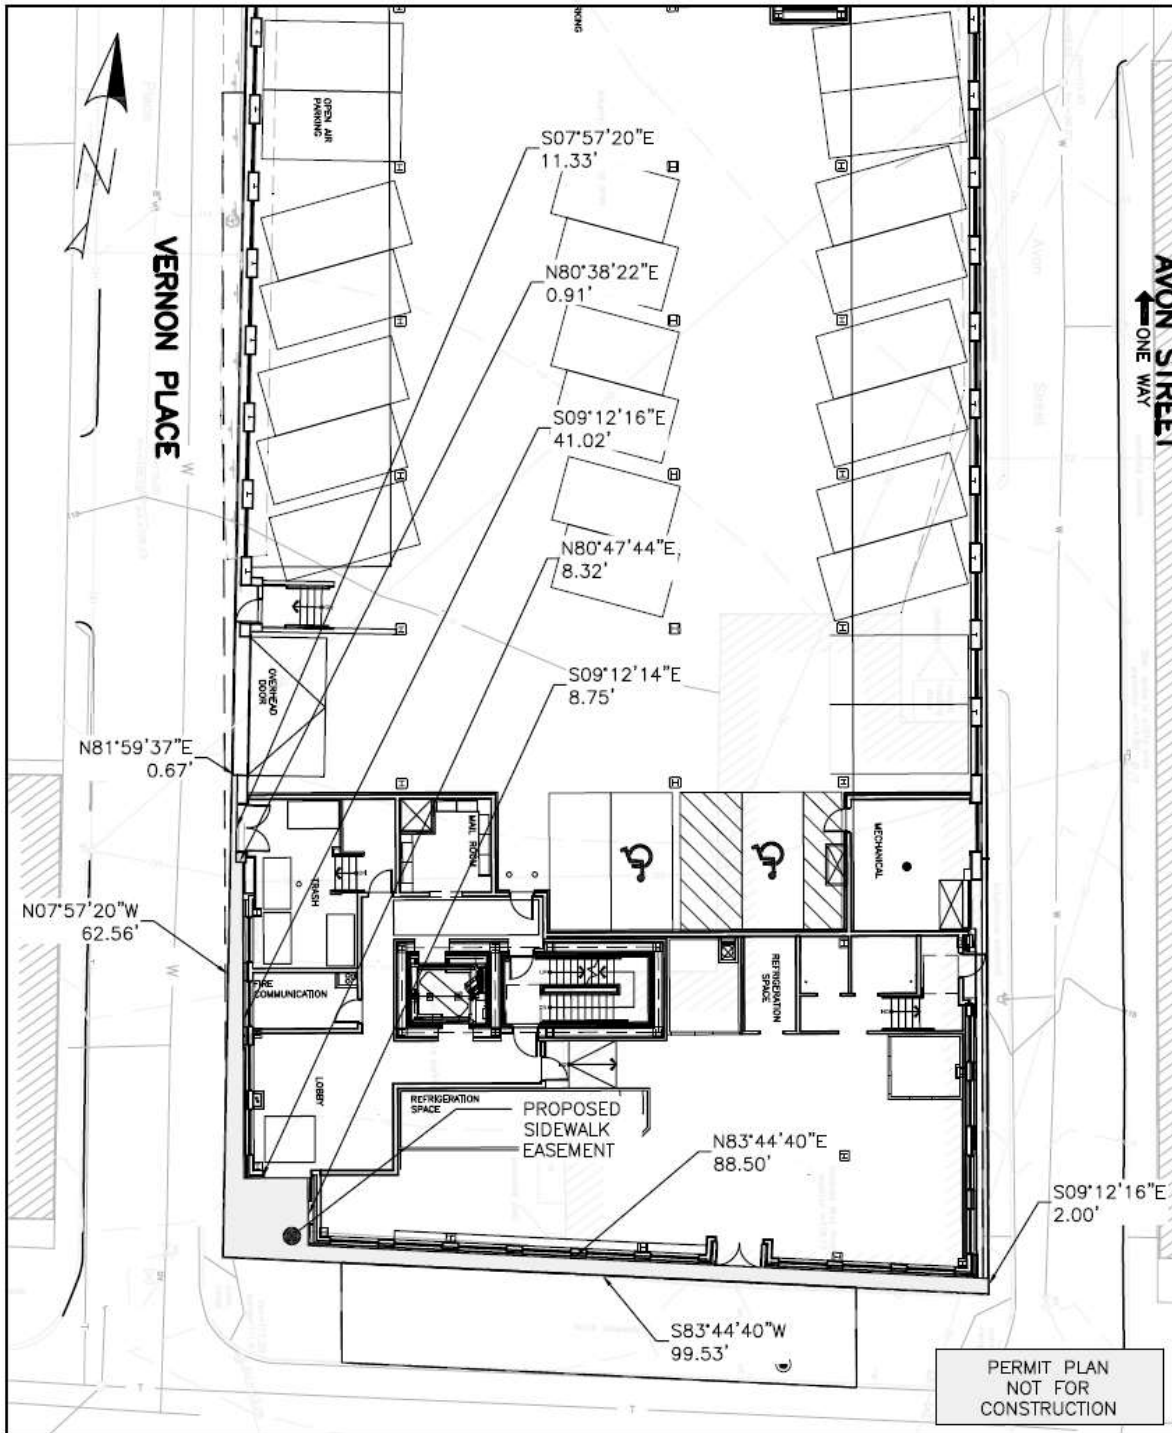 PARKING
OPEN AIR
PARKING
S07°57'20"E
11.33'
VERNON PLACE
N80°38'22"E
0.91'
AVON STREET
ONE WAY
Avon
Street
S09°12'16"E
41.02'
N80°47'44"E
8.32'
OVERHEAD
DOOR
S09°12'14"E
8.75'
N81°59'37"E
0.67'
MAIL ROOM
MECHANICAL
TRASH
N07°57'20"W
62.56'
FIRE
COMMUNICATION
REFRIGERATION
SPACE
LOBBY
REFRIGERATION
SPACE
PROPOSED
SIDEWALK
EASEMENT
N83°44'40"E
88.50'
S09°12'16"E
2.00'
S83°44'40"W
99.53'
PERMIT PLAN
NOT FOR
CONSTRUCTION